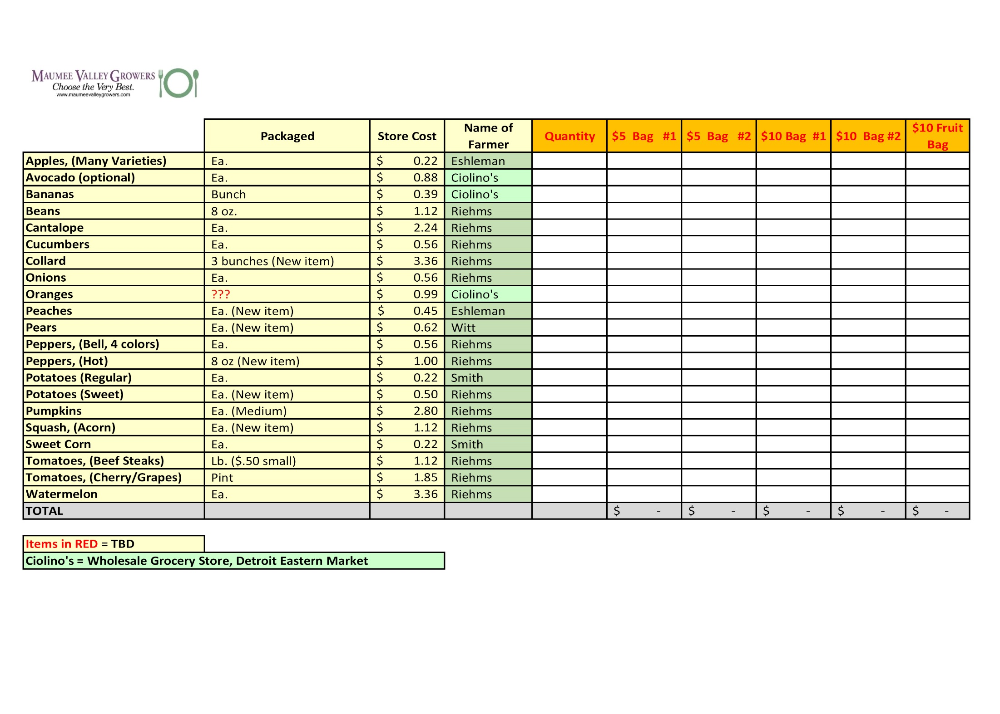 MAUMEE VALLEY GROWERS
Choose the Very Best.
www.maumeevalleygrowers.com
Packaged Store Cost Name of Farmer Quantity $5 Bag #1 $5 Bag #2 $10 Bag #1 $10 Bag #2 $10 Fruit Bag
Apples, (Many Varieties) Ea. $ 0.22 Eshleman
Avocado (optional) Ea. $ 0.88 Ciolino's
Bananas Bunch $ 0.39 Ciolino's
Beans 8 oz. $ 1.12 Riehms
Cantalope Ea. $ 2.24 Riehms
Cucumbers Ea. $ 0.56 Riehms
Collard 3 bunches (New item) $ 3.36 Riehms
Onions Ea. $ 0.56 Riehms
Oranges ??? $ 0.99 Ciolino's
Peaches Ea. (New item) $ 0.45 Eshleman
Pears Ea. (New item) $ 0.62 Witt
Peppers, (Bell, 4 colors) Ea. $ 0.56 Riehms
Peppers, (Hot) 8 oz (New item) $ 1.00 Riehms
Potatoes (Regular) Ea. $ 0.22 Smith
Potatoes (Sweet) Ea. (New item) $ 0.50 Riehms
Pumpkins Ea. (Medium) $ 2.80 Riehms
Squash, (Acorn) Ea. (New item) $ 1.12 Riehms
Sweet Corn Ea. $ 0.22 Smith
Tomatoes, (Beef Steaks) Lb. ($.50 small) $ 1.12 Riehms
Tomatoes, (Cherry/Grapes) Pint $ 1.85 Riehms
Watermelon Ea. $ 3.36 Riehms
TOTAL $ - $ - $ - $ - $ -
Items in RED = TBD
Ciolino's = Wholesale Grocery Store, Detroit Eastern Market